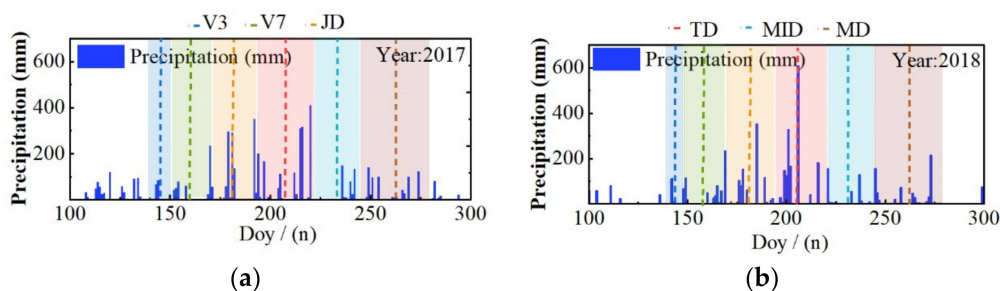 V3 V7 JD
Precipitation (mm)
Year:2017
Precipitation (mm)
600
400
200
100 150 200 250 300
Doy / (n)
(a)
TD MID MD
Precipitation (mm)
Year:2018
Precipitation (mm)
600
400
200
100 150 200 250 300
Doy / (n)
(b)